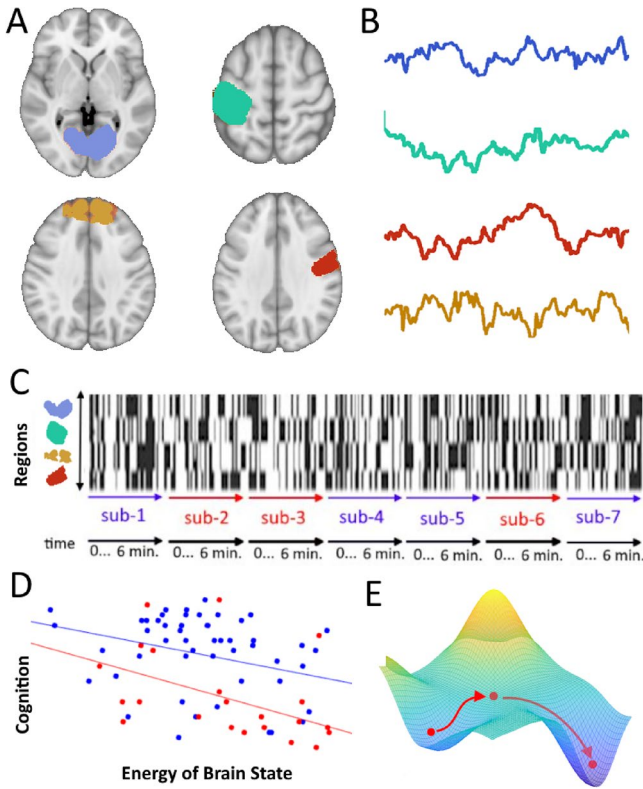 A
B
C
Regions
sub-1 sub-2 sub-3 sub-4 sub-5 sub-6 sub-7
time 0... 6 min. 0... 6 min. 0... 6 min. 0... 6 min. 0... 6 min. 0... 6 min. 0... 6 min.
D
Cognition
Energy of Brain State
E